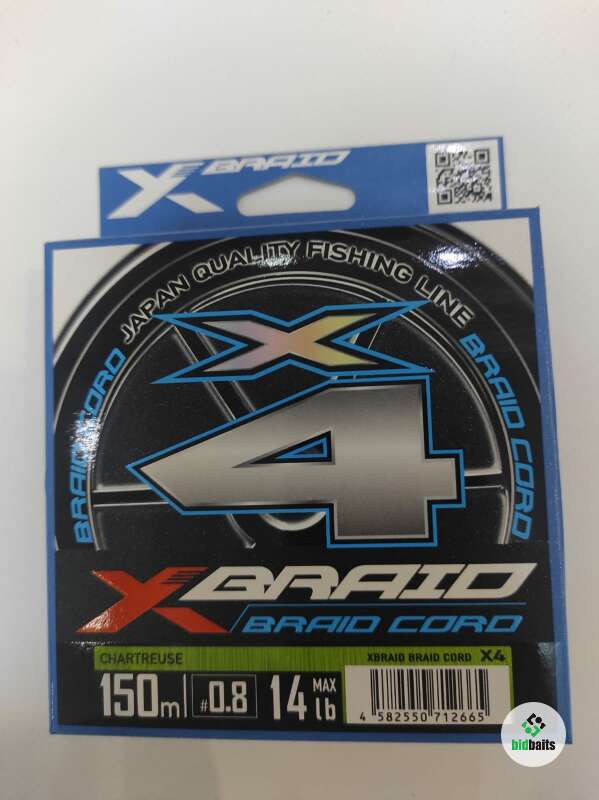 X BRAID
JAPAN QUALITY FISHING LINE
BRAID CORD
BRAID CORD
X
4
XBRAID
BRAID CORD
CHARTREUSE
XBRAID BRAID CORD X4
150m #0.8 14 MAX lb
4 582550 712665
bidbaits